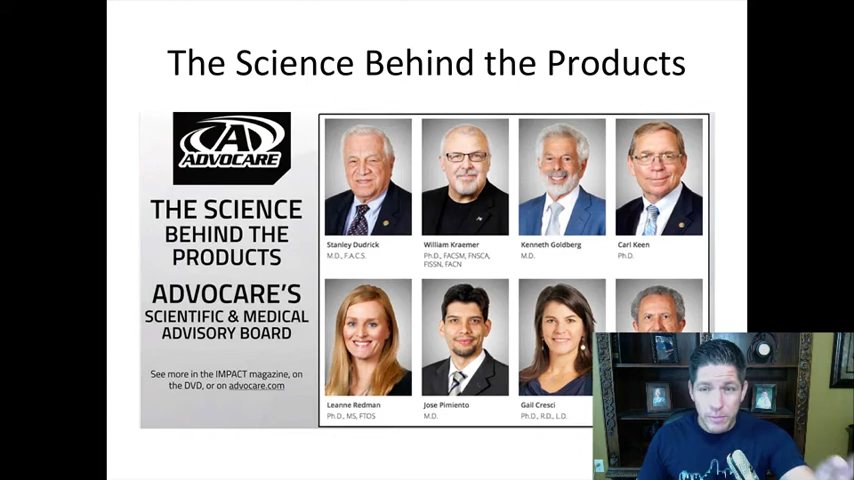 The Science Behind the Products
ADVOCARE
THE SCIENCE
BEHIND THE
PRODUCTS
ADVOCARE'S
SCIENTIFIC & MEDICAL
ADVISORY BOARD
See more in the IMPACT magazine, on
the DVD, or on advocare.com
Stanley Dudrick
M.D., F.A.C.S.
William Kraemer
Ph.D., FACSM, FNSCA,
FISSN, FACN
Kenneth Goldberg
M.D.
Carl Keen
Ph.D.
Leanne Redman
Ph.D., MS, FTOS
Jose Pimiento
M.D.
Gail Cresci
Ph.D., R.D., L.D.